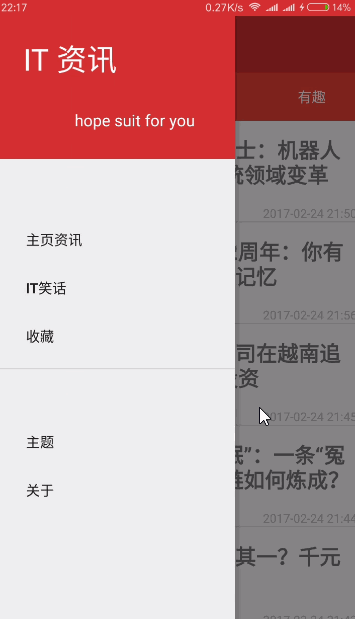 22:17
0.27K/s
14%
IT 资讯
hope suit for you
主页资讯
IT笑话
收藏
主题
关于
有趣
士：机器人
统领域变革
2017-02-24 21:50
周年：你有
记忆
2017-02-24 21:56
司在越南追
资
2017-02-24 21:45
”：一条“冤
链如何炼成？
2017-02-24 21:44
其一？千元